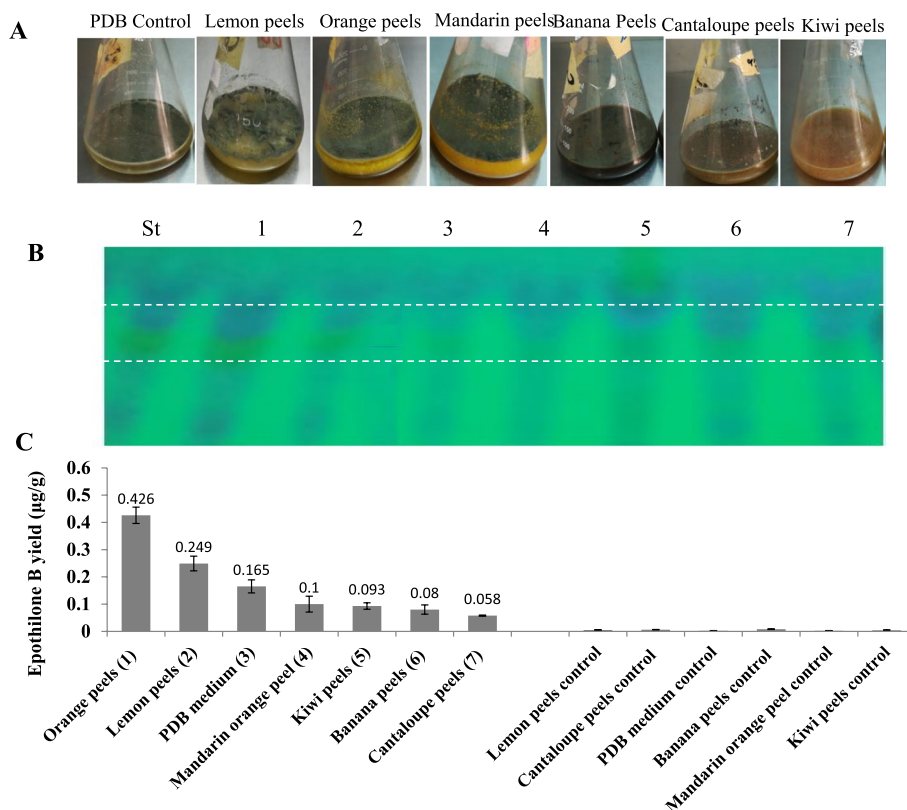 A
PDB Control Lemon peels Orange peels Mandarin peels Banana Peels Cantaloupe peels Kiwi peels
150
B
St 1 2 3 4 5 6 7
C
Epothilone B yield (µg/g)
0.6
0.5
0.4
0.3
0.2
0.1
0
0.426
0.249
0.165
0.1
0.093
0.08
0.058
Orange peels (1)
Lemon peels (2)
PDB medium (3)
Mandarin orange peel (4)
Kiwi peels (5)
Banana peels (6)
Cantaloupe peels (7)
Lemon peels control
Cantaloupe peels control
PDB medium control
Banana peels control
Mandarin orange peel control
Kiwi peels control